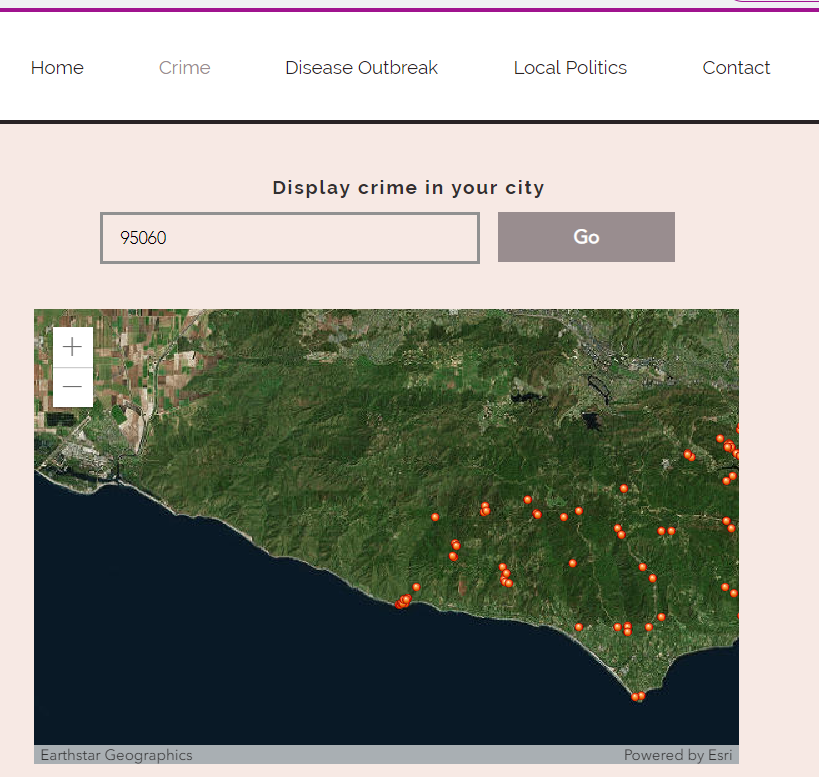 Home Crime Disease Outbreak Local Politics Contact
Display crime in your city
95060 Go
+
−
Earthstar Geographics Powered by Esri